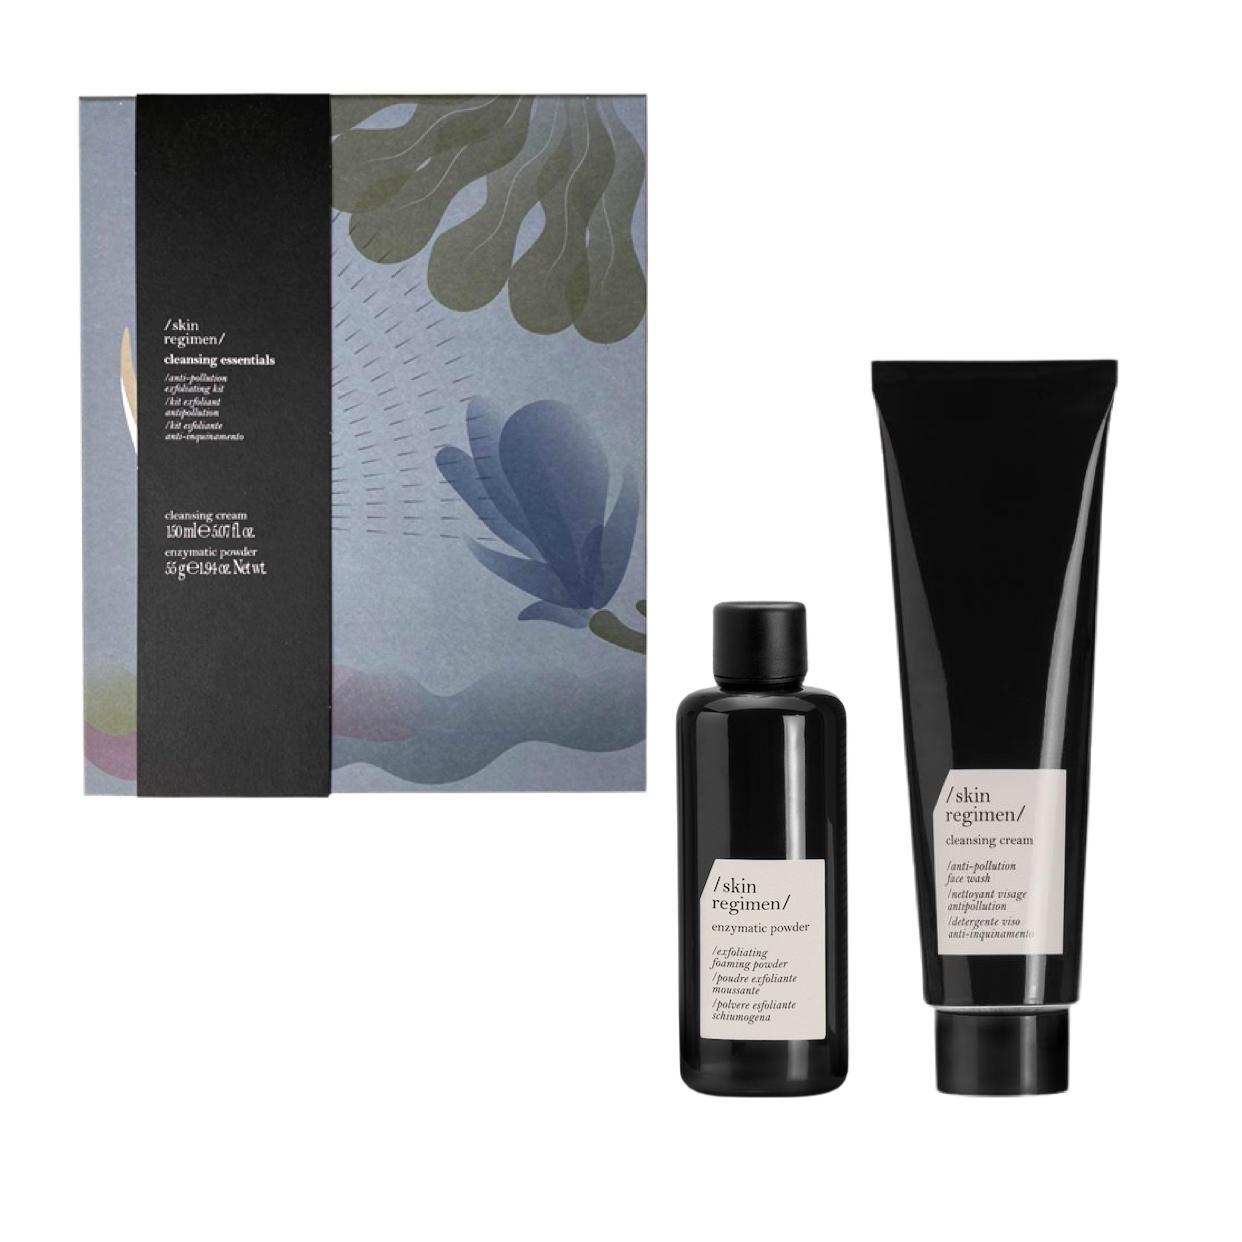 /skin
regimen/
cleansing essentials
/anti-pollution
exfoliating kit
/kit exfoliant
antipollution
/kit esfoliante
anti-inquinamento
cleansing cream
150 ml ℮ 5.07 fl. oz.
enzymatic powder
55 g ℮ 1.94 oz. Net wt.
/skin
regimen/
enzymatic powder
/exfoliating
foaming powder
/poudre exfoliante
moussante
/polvere esfoliante
schiumogena
/skin
regimen/
cleansing cream
/anti-pollution
face wash
/nettoyant visage
antipollution
/detergente viso
anti-inquinamento